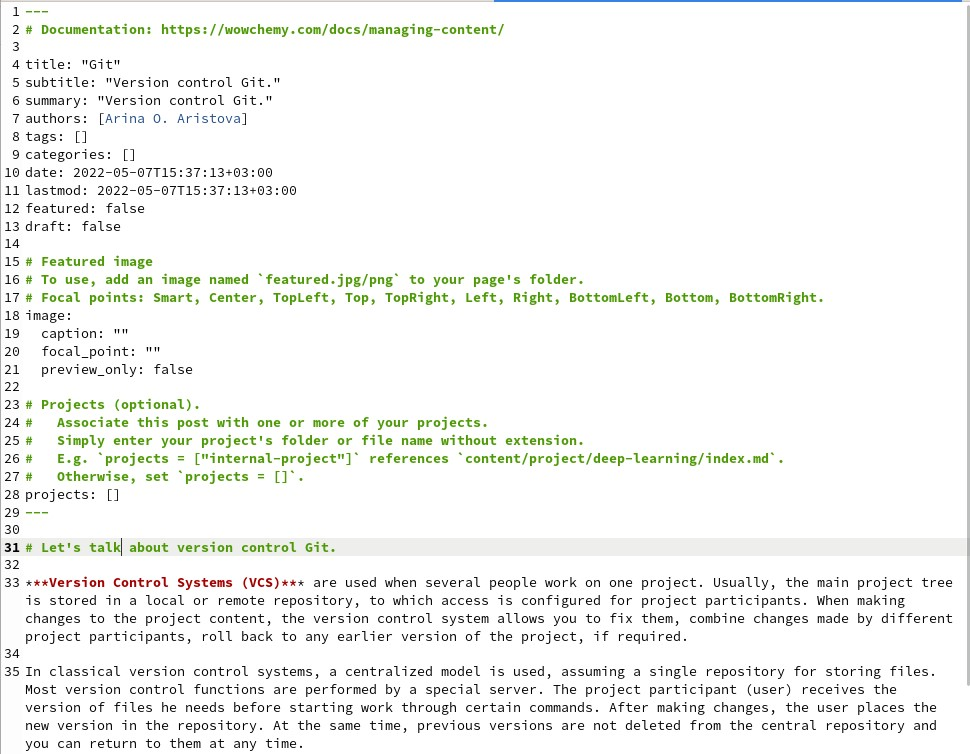 1 ---
2 # Documentation: https://wowchemy.com/docs/managing-content/
3
4 title: "Git"
5 subtitle: "Version control Git."
6 summary: "Version control Git."
7 authors: [Arina O. Aristova]
8 tags: []
9 categories: []
10 date: 2022-05-07T15:37:13+03:00
11 lastmod: 2022-05-07T15:37:13+03:00
12 featured: false
13 draft: false
14
15 # Featured image
16 # To use, add an image named `featured.jpg/png` to your page's folder.
17 # Focal points: Smart, Center, TopLeft, Top, TopRight, Left, Right, BottomLeft, Bottom, BottomRight.
18 image:
19   caption: ""
20   focal_point: ""
21   preview_only: false
22
23 # Projects (optional).
24 #   Associate this post with one or more of your projects.
25 #   Simply enter your project's folder or file name without extension.
26 #   E.g. `projects = ["internal-project"]` references `content/project/deep-learning/index.md`.
27 #   Otherwise, set `projects = []`.
28 projects: []
29 ---
30
31 # Let's talk about version control Git.
32
33 ***Version Control Systems (VCS)*** are used when several people work on one project. Usually, the main project tree
is stored in a local or remote repository, to which access is configured for project participants. When making
changes to the project content, the version control system allows you to fix them, combine changes made by different
project participants, roll back to any earlier version of the project, if required.
34
35 In classical version control systems, a centralized model is used, assuming a single repository for storing files.
Most version control functions are performed by a special server. The project participant (user) receives the
version of files he needs before starting work through certain commands. After making changes, the user places the
new version in the repository. At the same time, previous versions are not deleted from the central repository and
you can return to them at any time.